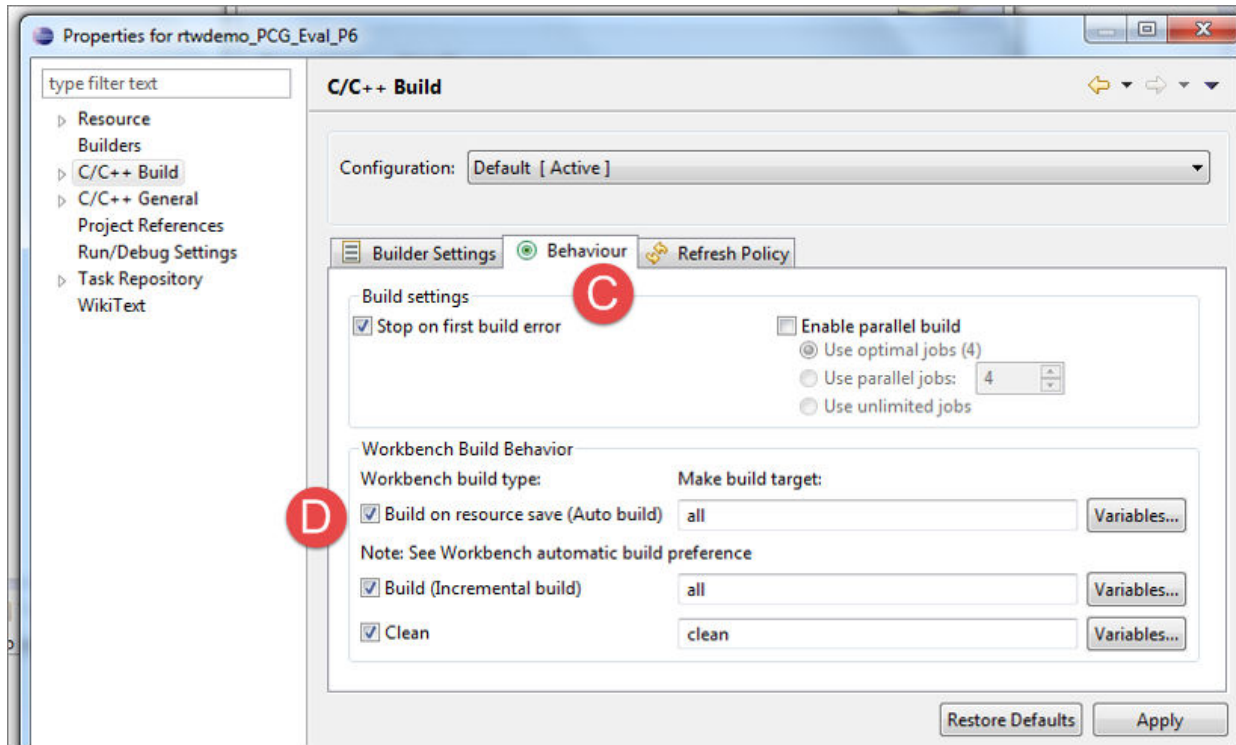 Properties for rtwdemo_PCG_Eval_P6
type filter text
Resource
Builders
C/C++ Build
C/C++ General
Project References
Run/Debug Settings
Task Repository
WikiText
C/C++ Build
Configuration: Default [ Active ]
Builder Settings Behaviour Refresh Policy
C
Build settings
Stop on first build error Enable parallel build
Use optimal jobs (4)
Use parallel jobs: 4
Use unlimited jobs
Workbench Build Behavior
Workbench build type: Make build target:
D Build on resource save (Auto build) all Variables...
Note: See Workbench automatic build preference
Build (Incremental build) all Variables...
Clean clean Variables...
Restore Defaults Apply